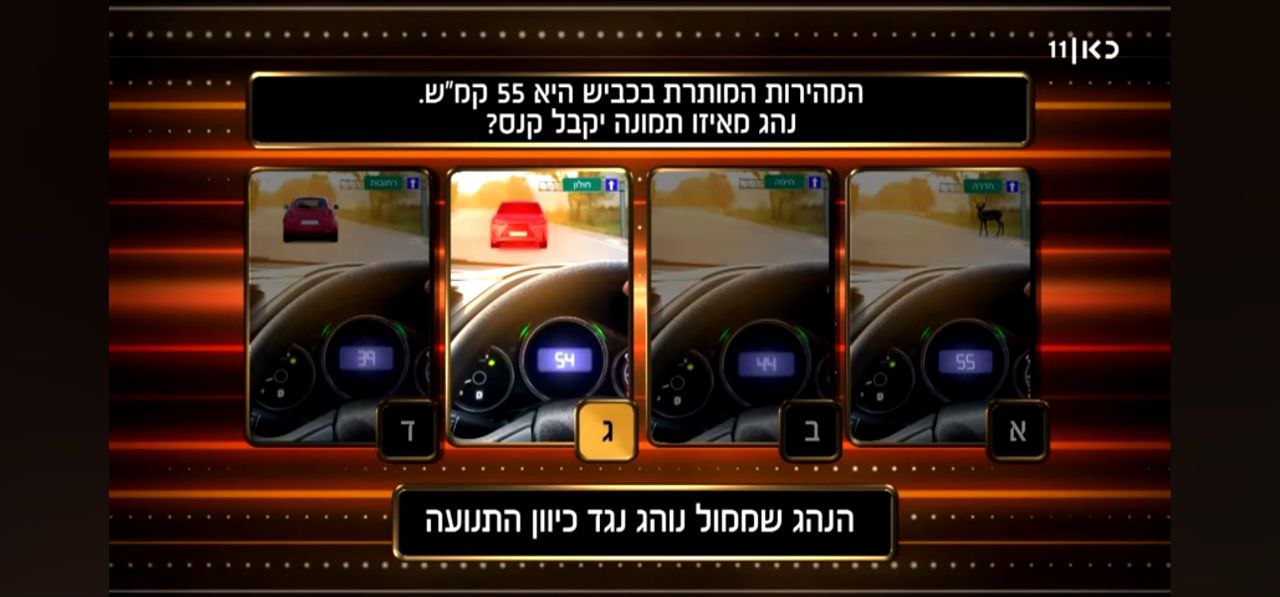 כאן|11
המהירות המותרת בכביש היא 55 קמ"ש.
נהג מאיזו תמונה יקבל קנס?
חדרה
חיפה
חולון
רחובות
55
44
54
39
D
D
D
D
א
ב
ג
ד
הנהג שממול נוהג נגד כיוון התנועה